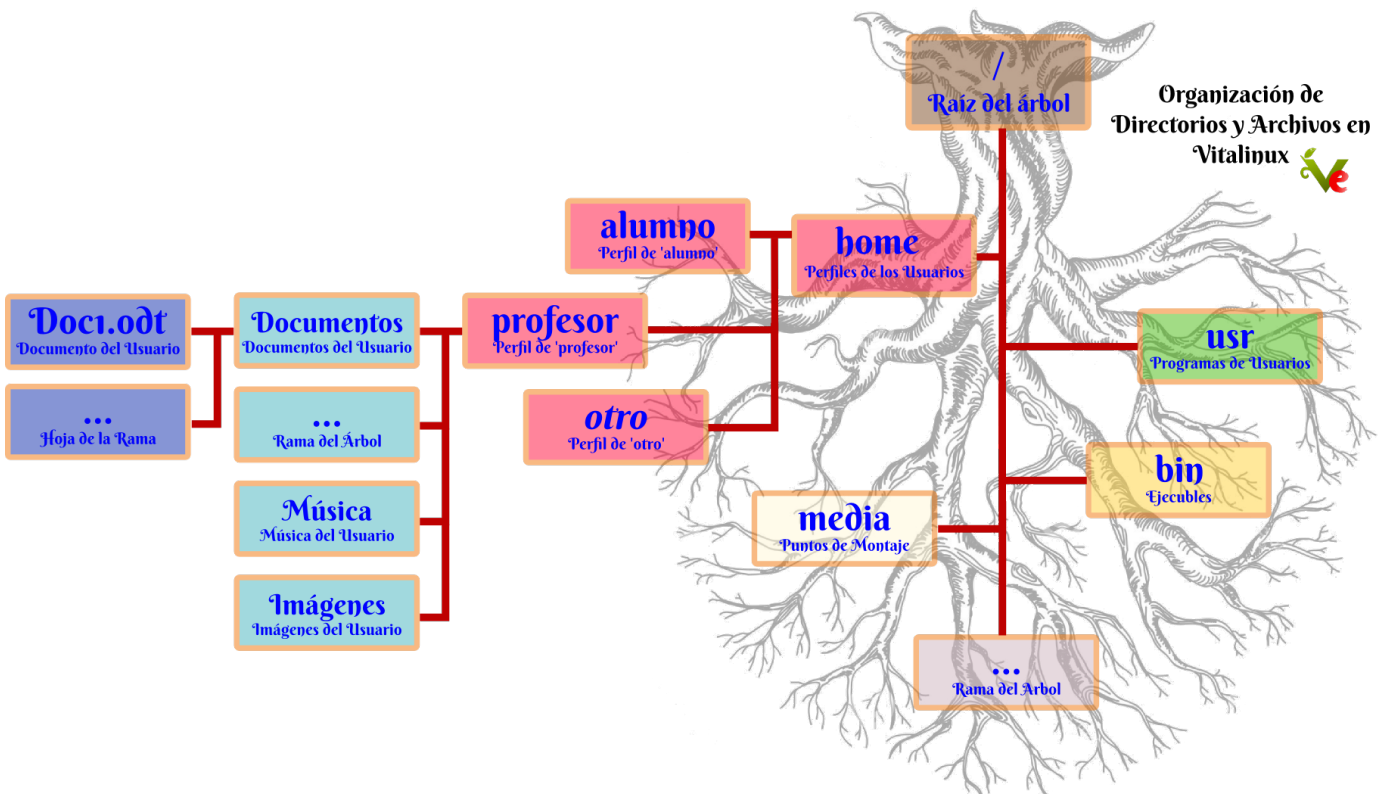 /
Raíz del árbol
Organización de
Directorios y Archivos en
Vitalinux
Ve
alumno
Perfil de 'alumno'
home
Perfiles de los Usuarios
Doc1.odt
Documento del Usuario
Documentos
Documentos del Usuario
profesor
Perfil de 'profesor'
usr
Programas de Usuarios
...
Hoja de la Rama
...
Rama del Árbol
otro
Perfil de 'otro'
bin
Ejecubles
Música
Música del Usuario
media
Puntos de Montaje
Imágenes
Imágenes del Usuario
...
Rama del Arbol